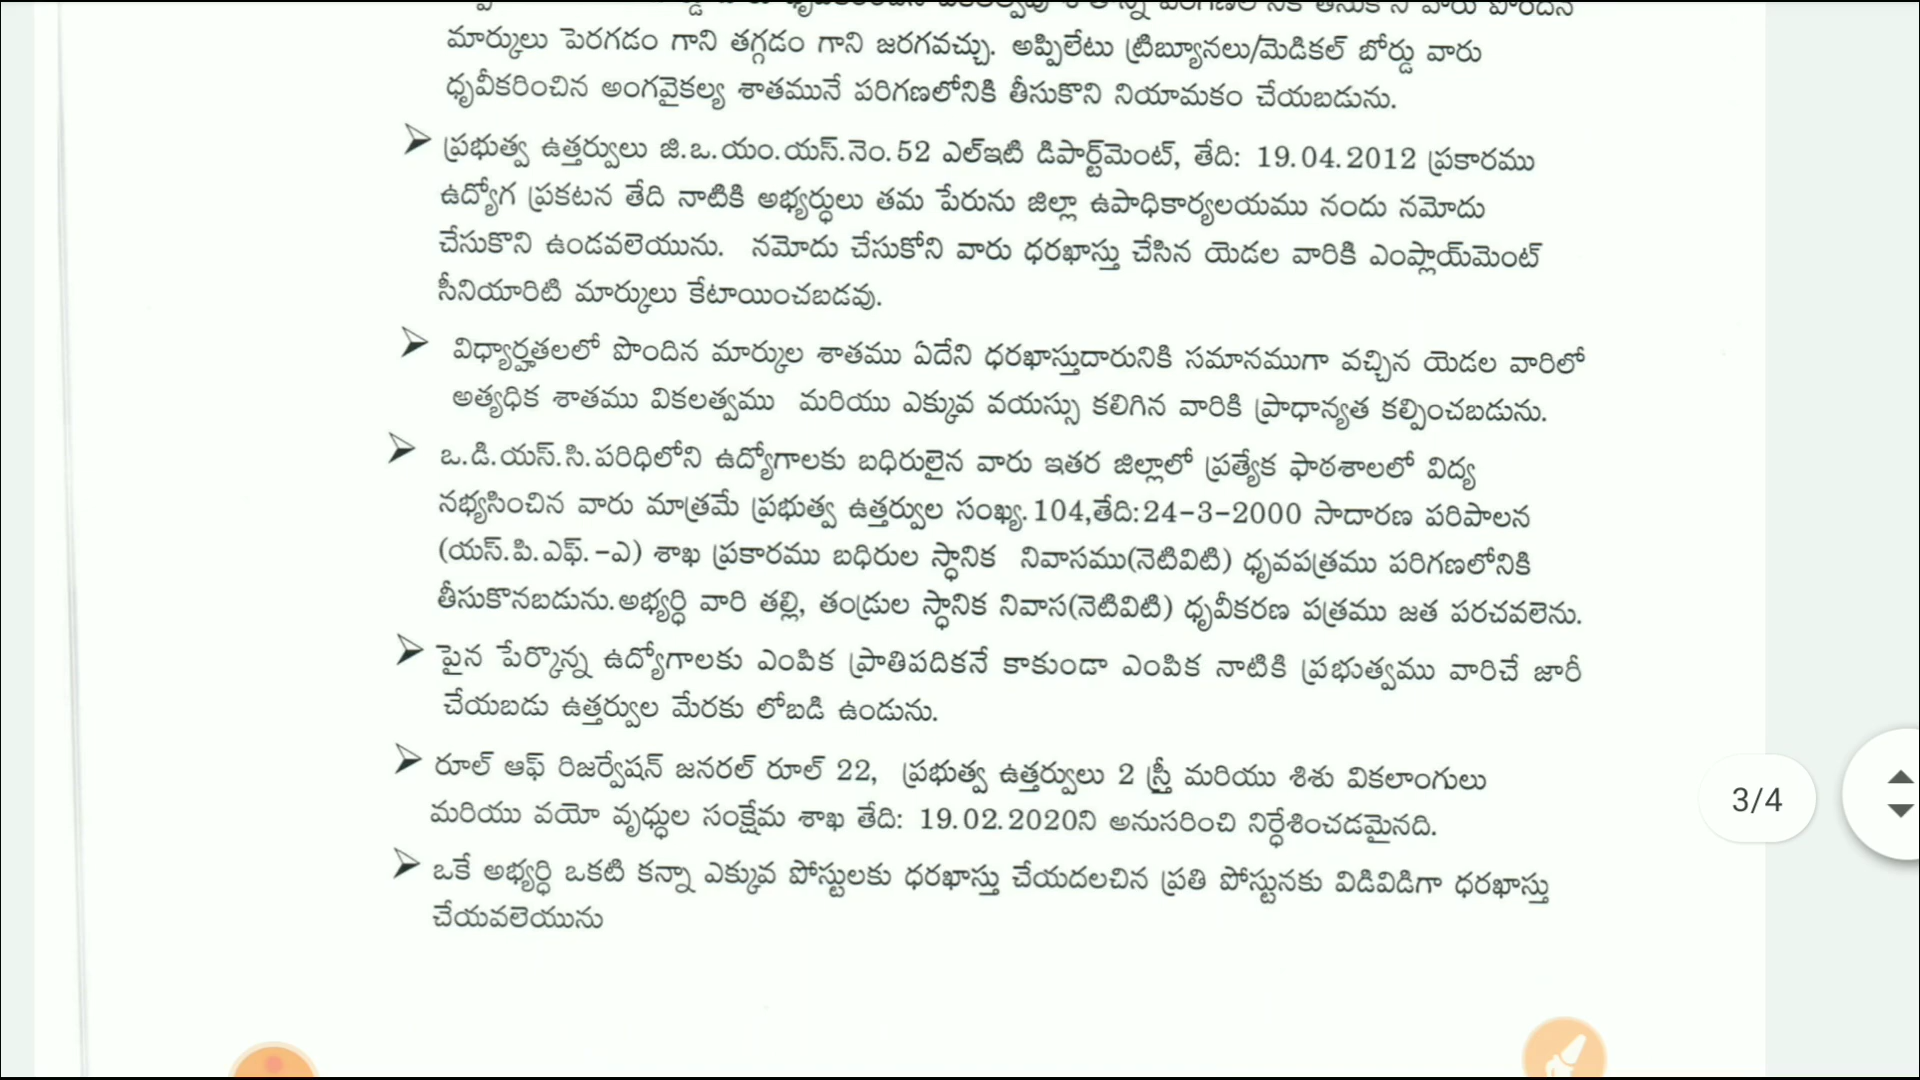 మార్కులు పెరగడం గాని తగ్గడం గాని జరగవచ్చు. అప్పిలేటు ట్రిబ్యూనలు/మెడికల్ బోర్డు వారు
ధృవీకరించిన అంగవైకల్య శాతమునే పరిగణలోనికి తీసుకొని నియామకం చేయబడును.
➢ ప్రభుత్వ ఉత్తర్వులు జి.ఒ.యం.యస్.నెం.52 ఎల్ఇటి డిపార్ట్‌మెంట్, తేది: 19.04.2012 ప్రకారము
ఉద్యోగ ప్రకటన తేది నాటికి అభ్యర్ధులు తమ పేరును జిల్లా ఉపాధికార్యలయము నందు నమోదు
చేసుకొని ఉండవలెయును. నమోదు చేసుకోని వారు ధరఖాస్తు చేసిన యెడల వారికి ఎంప్లాయ్‌మెంట్
సీనియారిటి మార్కులు కేటాయించబడవు.
➢ విధ్యార్హతలలో పొందిన మార్కుల శాతము ఏదేని ధరఖాస్తుదారునికి సమానముగా వచ్చిన యెడల వారిలో
అత్యధిక శాతము వికలత్వము మరియు ఎక్కువ వయస్సు కలిగిన వారికి ప్రాధాన్యత కల్పించబడును.
➢ ఒ.డి.యస్.సి.పరిధిలోని ఉద్యోగాలకు బధిరులైన వారు ఇతర జిల్లాలో ప్రత్యేక ఫాఠశాలలో విద్య
నభ్యసించిన వారు మాత్రమే ప్రభుత్వ ఉత్తర్వుల సంఖ్య.104,తేది:24-3-2000 సాదారణ పరిపాలన
(యస్.పి.ఎఫ్.-ఎ) శాఖ ప్రకారము బధిరుల స్ధానిక నివాసము(నెటివిటి) ధృవపత్రము పరిగణలోనికి
తీసుకొనబడును.అభ్యర్ధి వారి తల్లి, తండ్రుల స్ధానిక నివాస(నెటివిటి) ధృవీకరణ పత్రము జత పరచవలెను.
➢ పైన పేర్కొన్న ఉద్యోగాలకు ఎంపిక ప్రాతిపదికనే కాకుండా ఎంపిక నాటికి ప్రభుత్వము వారిచే జారీ
చేయబడు ఉత్తర్వుల మేరకు లోబడి ఉండును.
➢ రూల్ ఆఫ్ రిజర్వేషన్ జనరల్ రూల్ 22, ప్రభుత్వ ఉత్తర్వులు 2 స్త్రీ మరియు శిశు వికలాంగులు
మరియు వయో వృధ్ధుల సంక్షేమ శాఖ తేది: 19.02.2020ని అనుసరించి నిర్ధేశించడమైనది.
➢ ఒకే అభ్యర్ధి ఒకటి కన్నా ఎక్కువ పోస్టులకు ధరఖాస్తు చేయదలచిన ప్రతి పోస్టునకు విడివిడిగా ధరఖాస్తు
చేయవలెయును
3/4